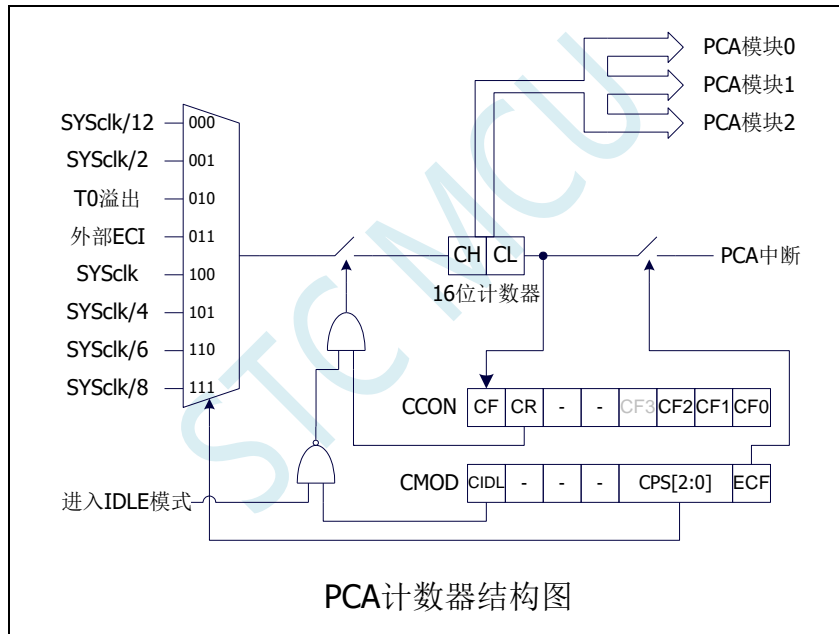 PCA模块0
PCA模块1
PCA模块2
SYSclk/12 000
SYSclk/2 001
T0溢出 010
外部ECI 011
SYSclk 100
SYSclk/4 101
SYSclk/6 110
SYSclk/8 111
CH CL
16位计数器
PCA中断
CCON CF CR - - CF3 CF2 CF1 CF0
CMOD CIDL - - - CPS[2:0] ECF
进入IDLE模式
PCA计数器结构图
STC MCU